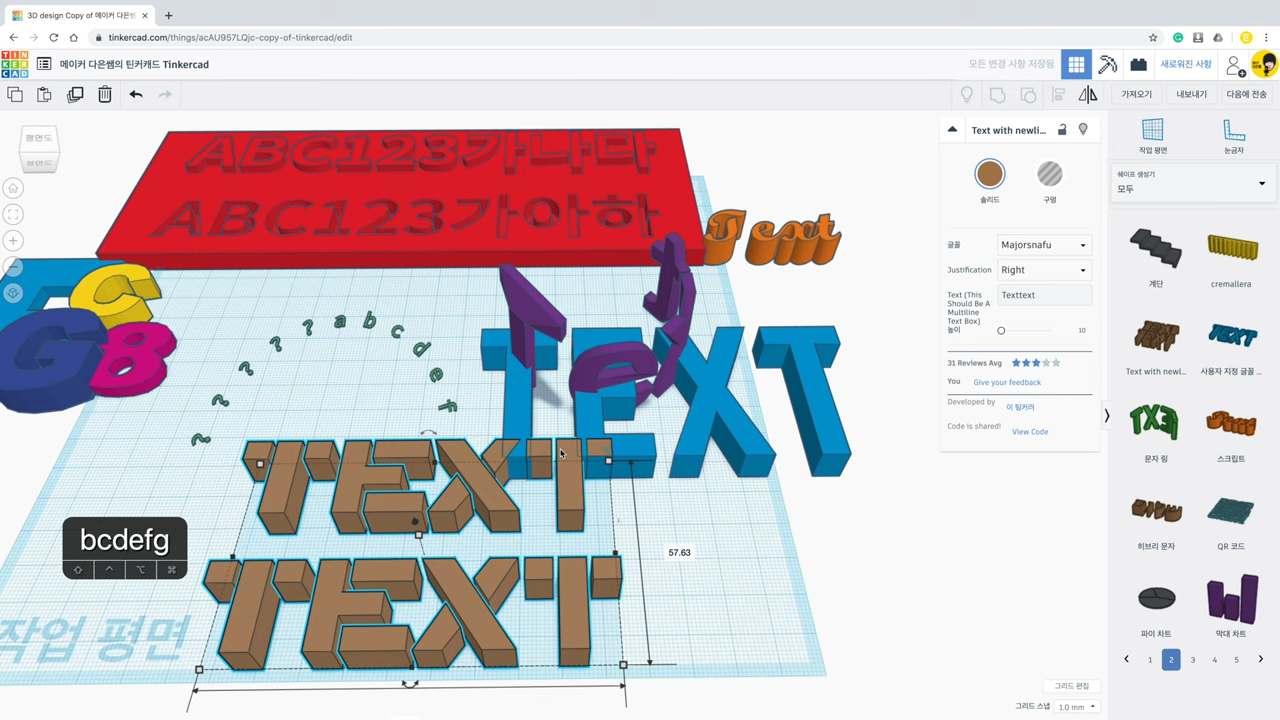 3D design Copy of 메이커 다은쌤
tinkercad.com/things/acAU957LQjc-copy-of-tinkercad/edit
TIN
KER
CAD
메이커 다은쌤의 틴커캐드 Tinkercad
모든 변경 사항 저장됨
새로워진 사항
가져오기
내보내기
다음에 전송
평면도
ABC123가나다
ABC123가아하
Text
Text
TEXT
C
G
B
? ? ? ? ? a b c d e f
TEXT
TEXT
57.63
bcdefg
작업 평면
Text with newli...
솔리드
구멍
글꼴
Majorsnafu
Justification
Right
Text (This
Should Be A
Multiline
Text Box)
Texttext
높이
10
31 Reviews Avg
You
Give your feedback
Developed by
이 팅커러
Code is shared!
View Code
그리드 편집
그리드 스냅
1.0 mm
작업 평면
눈금자
쉐이프 생성기
모두
계단
cremallera
Text with newl...
사용자 지정 글꼴 ...
문자 링
스크립트
히브리 문자
QR 코드
파이 차트
막대 차트
1 2 3 4 5